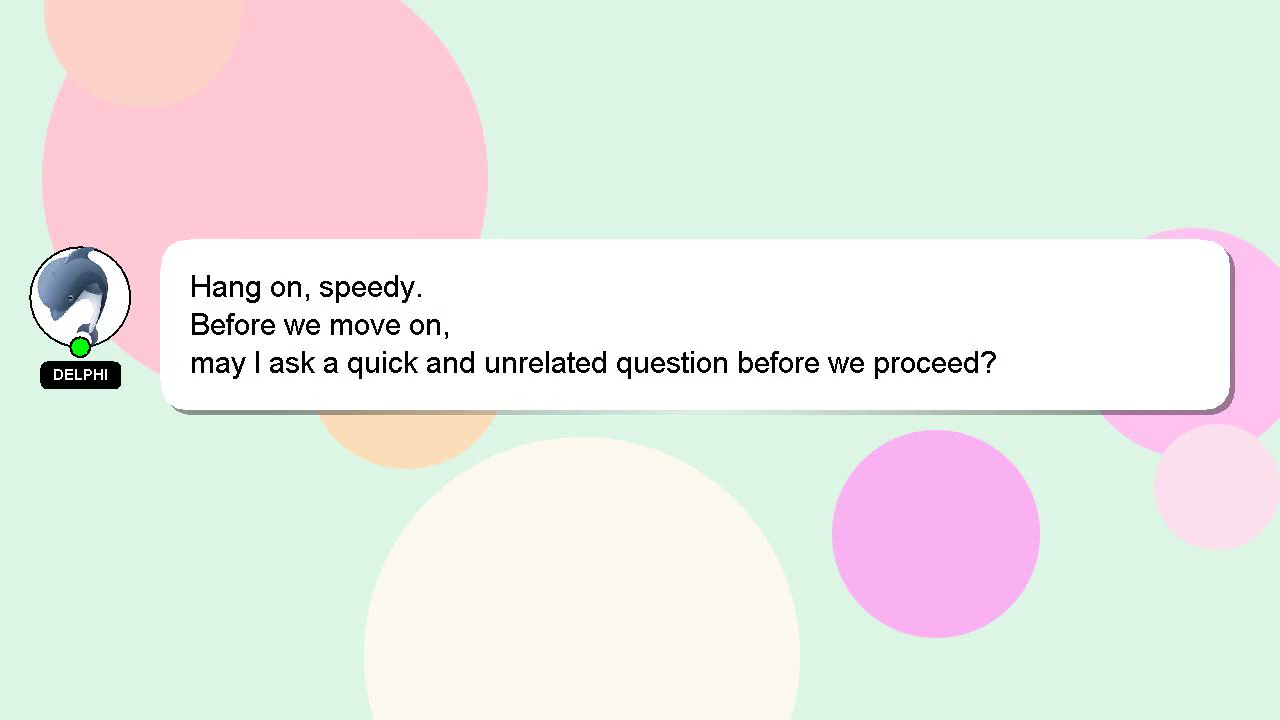 Hang on, speedy.
Before we move on,
may I ask a quick and unrelated question before we proceed?
DELPHI